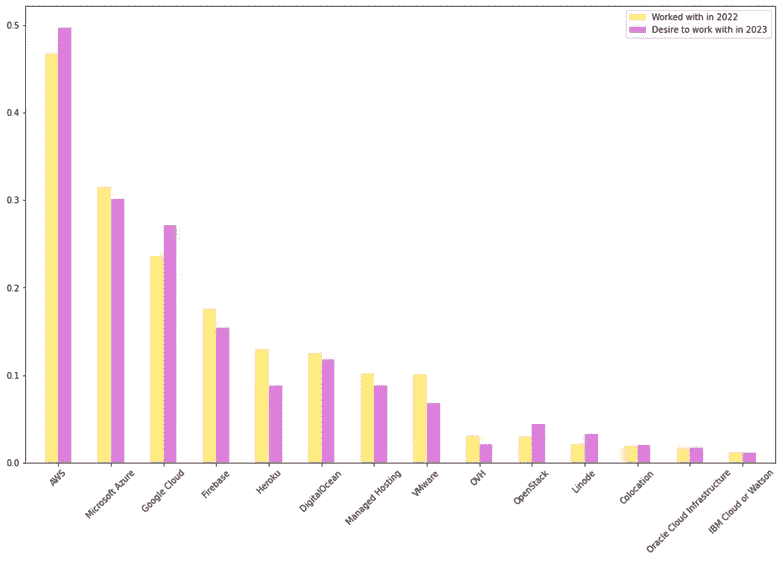 Worked with in 2022
Desire to work with in 2023
0.5
0.4
0.3
0.2
0.1
0.0
AWS
Microsoft Azure
Google Cloud
Firebase
Heroku
DigitalOcean
Managed Hosting
VMware
OVH
OpenStack
Linode
Colocation
Oracle Cloud Infrastructure
IBM Cloud or Watson